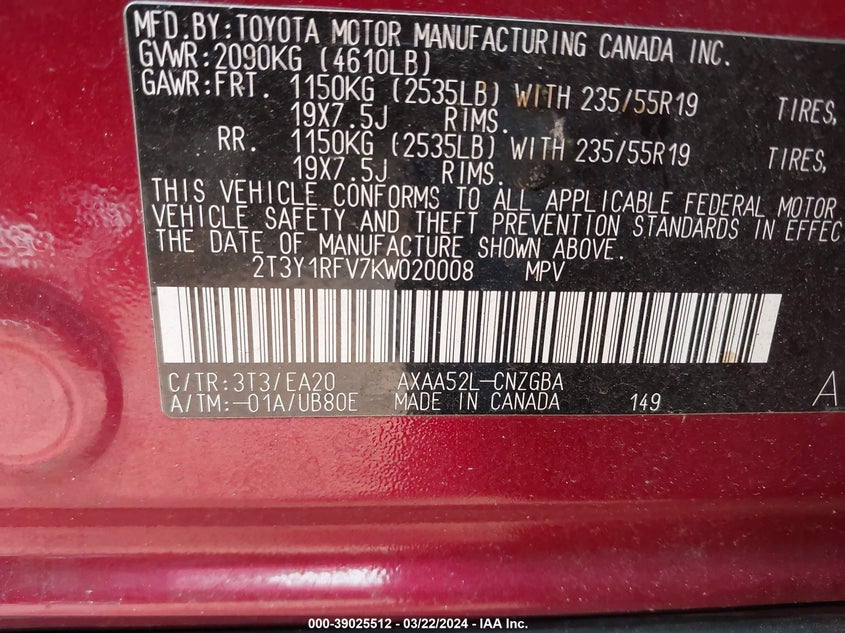 MFD.BY:TOYOTA MOTOR MANUFACTURING CANADA INC.
GVWR:2090KG (4610LB)
GAWR:FRT. 1150KG (2535LB) WITH 235/55R19 TIRES,
19X7.5J RIMS.
RR. 1150KG (2535LB) WITH 235/55R19 TIRES,
19X7.5J RIMS.
THIS VEHICLE CONFORMS TO ALL APPLICABLE FEDERAL MOTOR
VEHICLE SAFETY AND THEFT PREVENTION STANDARDS IN EFFEC
THE DATE OF MANUFACTURE SHOWN ABOVE.
2T3Y1RFV7KW020008 MPV
C/TR:3T3/EA20 AXAA52L-CNZGBA
A/TM:-01A/UB80E MADE IN CANADA 149 A
000-39025512 - 03/22/2024 - IAA Inc.